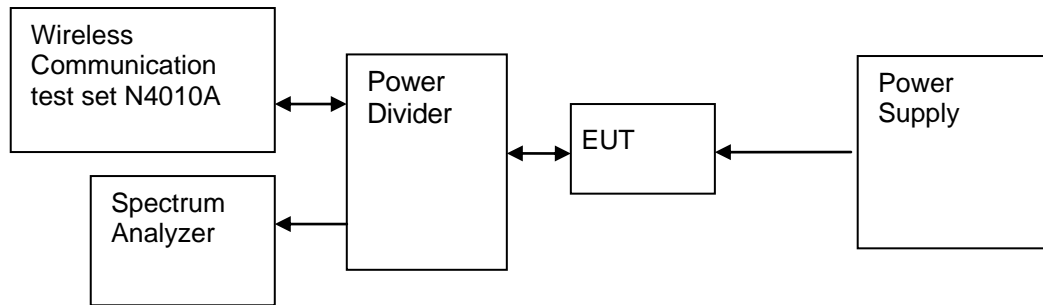 Wireless
Communication
test set N4010A
Power
Divider
EUT
Power
Supply
Spectrum
Analyzer